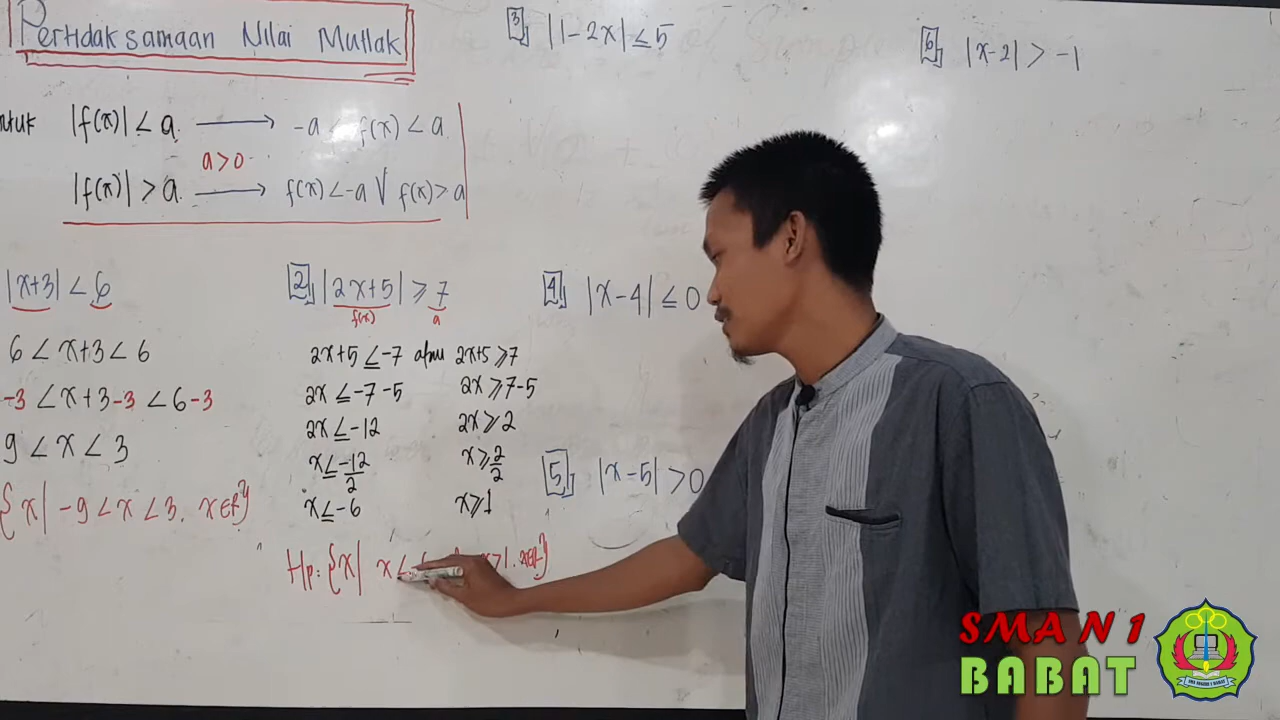 Pertidaksamaan Nilai Mutlak
|f(x)| < a. → -a < f(x) < a
a > 0
|f(x)| > a. → f(x) < -a V f(x) > a
|x+3| < 6
6 < x+3 < 6
-3 < x+3-3 < 6-3
9 < x < 3
{x| -9 < x < 3. x∈
2 |2x+5| ≥ 7
f(x) a
2x+5 ≤ -7 atau 2x+5 ≥ 7
2x ≤ -7-5 2x ≥ 7-5
2x ≤ -12 2x ≥ 2
x ≤ -12/2 x ≥ 2/2
x ≤ -6 x ≥ 1
Hp: {x| x ≤
3 |1-2x| ≤ 5
4 |x-4| ≤ 0
5 |x-5| > 0
6 |x-2| > -1
SMA N 1
BABAT